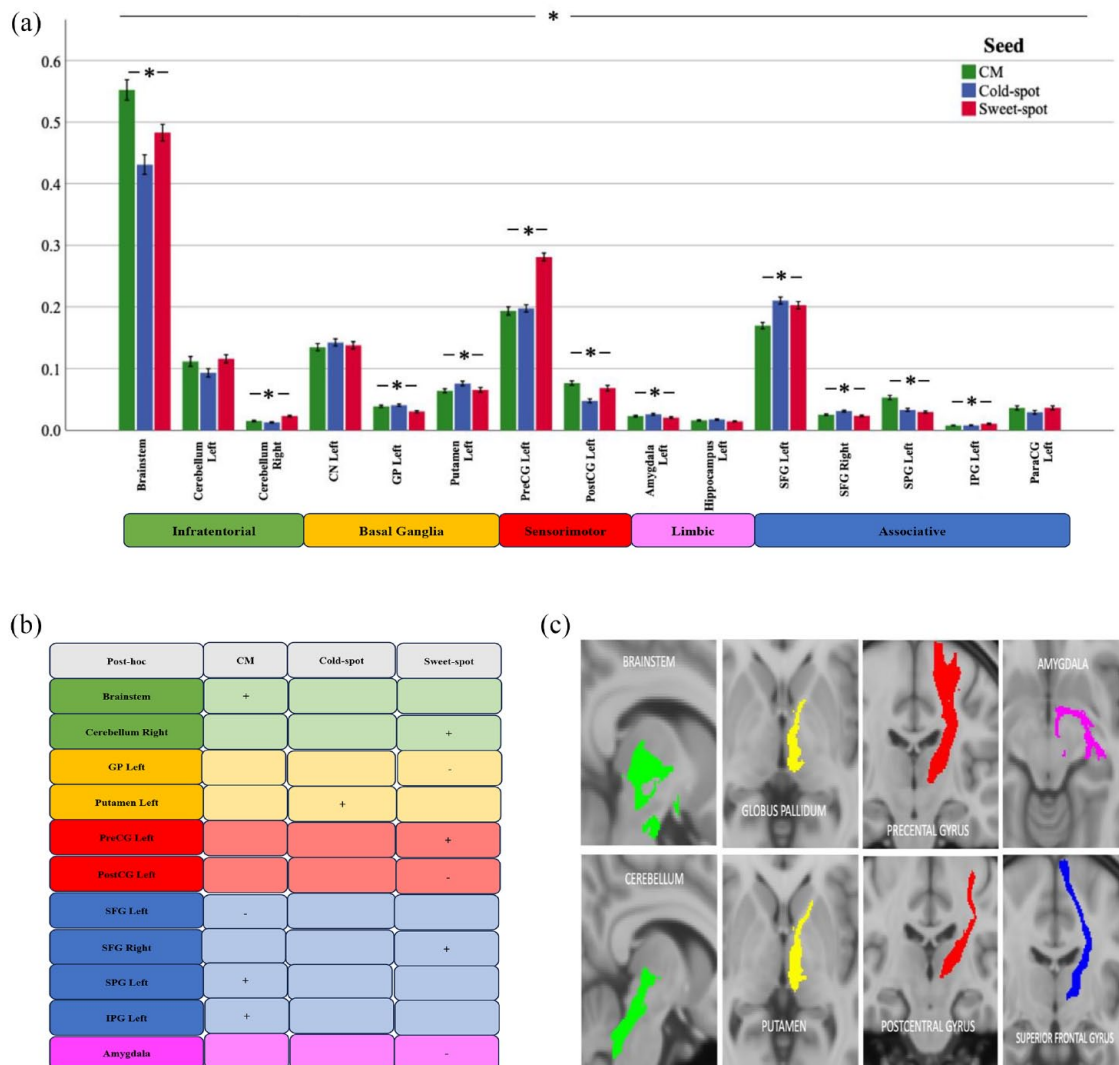 (a)
*
Seed
CM
Cold-spot
Sweet-spot
0.6
0.5
0.4
0.3
0.2
0.1
0.0
- * -
- * -
- * -
- * -
- * -
- * -
- * -
- * -
- * -
- * -
- * -
Brainstem
Cerebellum
Left
Cerebellum
Right
CN Left
GP Left
Putamen
Left
PreCG Left
PostCG Left
Amygdala
Left
Hippocampus
Left
SFG Left
SFG Right
SPG Left
IPG Left
ParaCG
Left
Infratentorial
Basal Ganglia
Sensorimotor
Limbic
Associative
(b)
Post-hoc CM Cold-spot Sweet-spot
Brainstem +
Cerebellum Right +
GP Left -
Putamen Left +
PreCG Left +
PostCG Left -
SFG Left -
SFG Right +
SPG Left +
IPG Left +
Amygdala -
(c)
BRAINSTEM
GLOBUS PALLIDUM
PRECENTAL GYRUS
AMYGDALA
CEREBELLUM
PUTAMEN
POSTCENTRAL GYRUS
SUPERIOR FRONTAL GYRUS